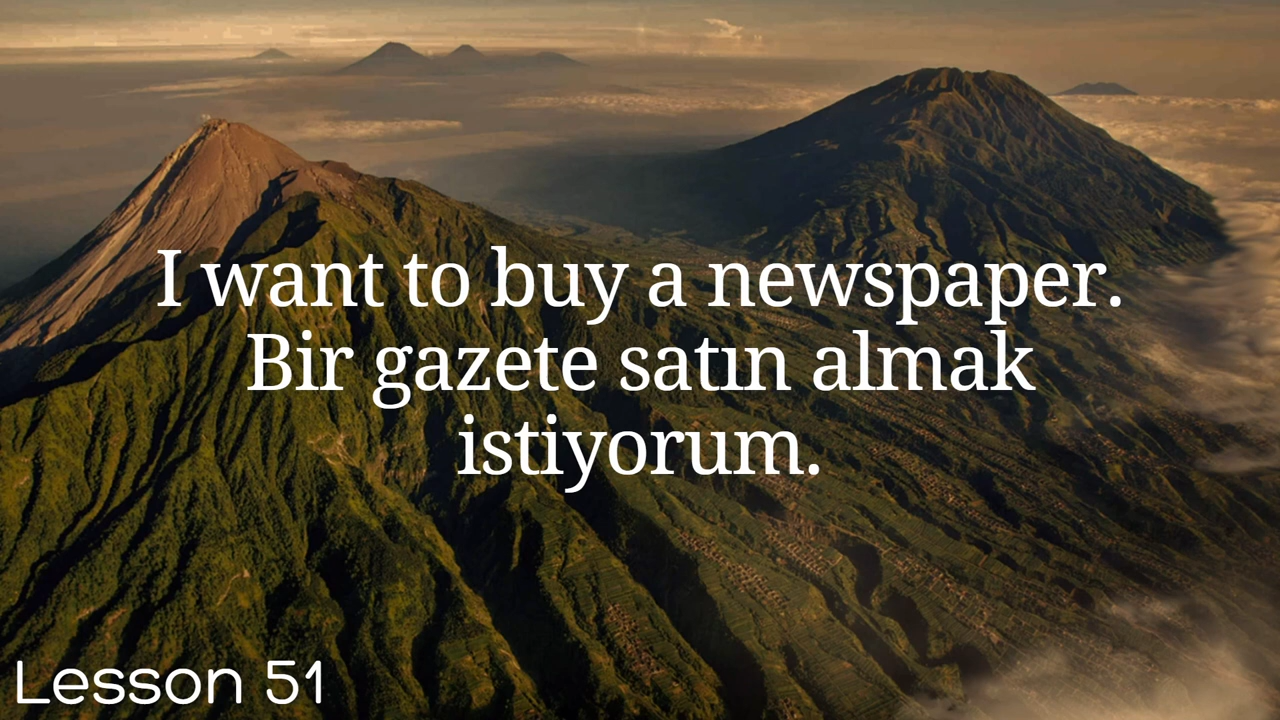 I want to buy a newspaper.
Bir gazete satın almak
istiyorum.
Lesson 51